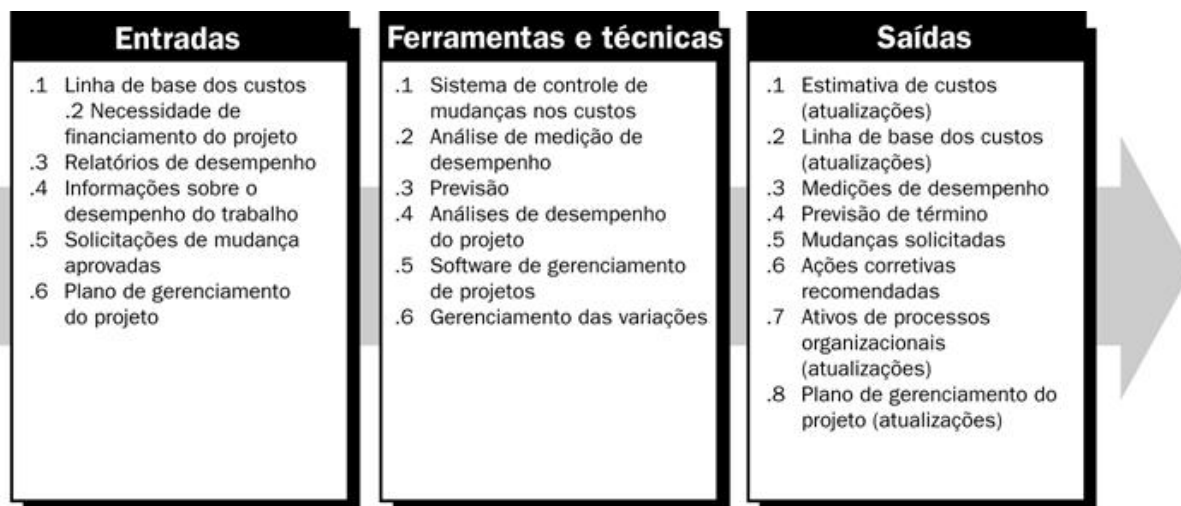 Entradas
.1 Linha de base dos custos
.2 Necessidade de
financiamento do projeto
.3 Relatórios de desempenho
.4 Informações sobre o
desempenho do trabalho
.5 Solicitações de mudança
aprovadas
.6 Plano de gerenciamento
do projeto
Ferramentas e técnicas
.1 Sistema de controle de
mudanças nos custos
.2 Análise de medição de
desempenho
.3 Previsão
.4 Análises de desempenho
do projeto
.5 Software de gerenciamento
de projetos
.6 Gerenciamento das variações
Saídas
.1 Estimativa de custos
(atualizações)
.2 Linha de base dos custos
(atualizações)
.3 Medições de desempenho
.4 Previsão de término
.5 Mudanças solicitadas
.6 Ações corretivas
recomendadas
.7 Ativos de processos
organizacionais
(atualizações)
.8 Plano de gerenciamento do
projeto (atualizações)